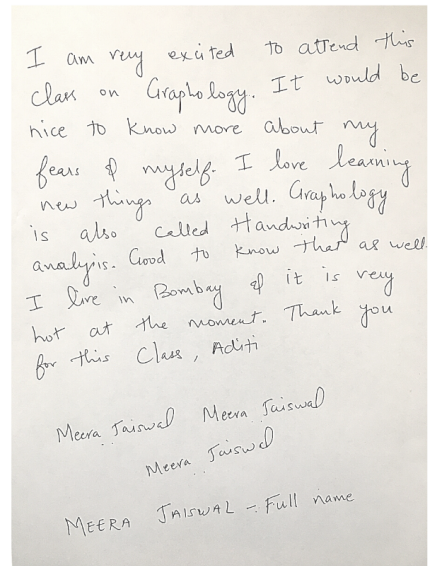 I am very excited to attend this
class on Graphology. It would be
nice to know more about my
fears & myself. I love learning
new things as well. Graphology
is also called Handwriting
analysis. Good to know that as well.
I live in Bombay & it is very
hot at the moment. Thank you
for this Class, Aditi
Meera Jaiswal Meera Jaiswal
Meera Jaiswal
MEERA JAISWAL - Full name